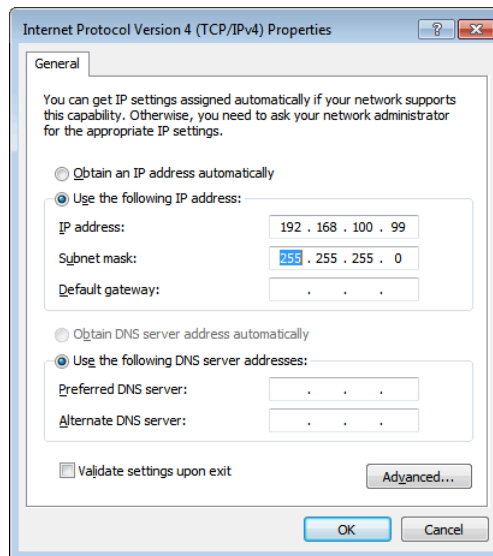 Internet Protocol Version 4 (TCP/IPv4) Properties
?
General
You can get IP settings assigned automatically if your network supports
this capability. Otherwise, you need to ask your network administrator
for the appropriate IP settings.
Obtain an IP address automatically
Use the following IP address:
IP address: 192 . 168 . 100 . 99
Subnet mask: 255 . 255 . 255 . 0
Default gateway: . . .
Obtain DNS server address automatically
Use the following DNS server addresses:
Preferred DNS server: . . .
Alternate DNS server: . . .
Validate settings upon exit
Advanced...
OK Cancel